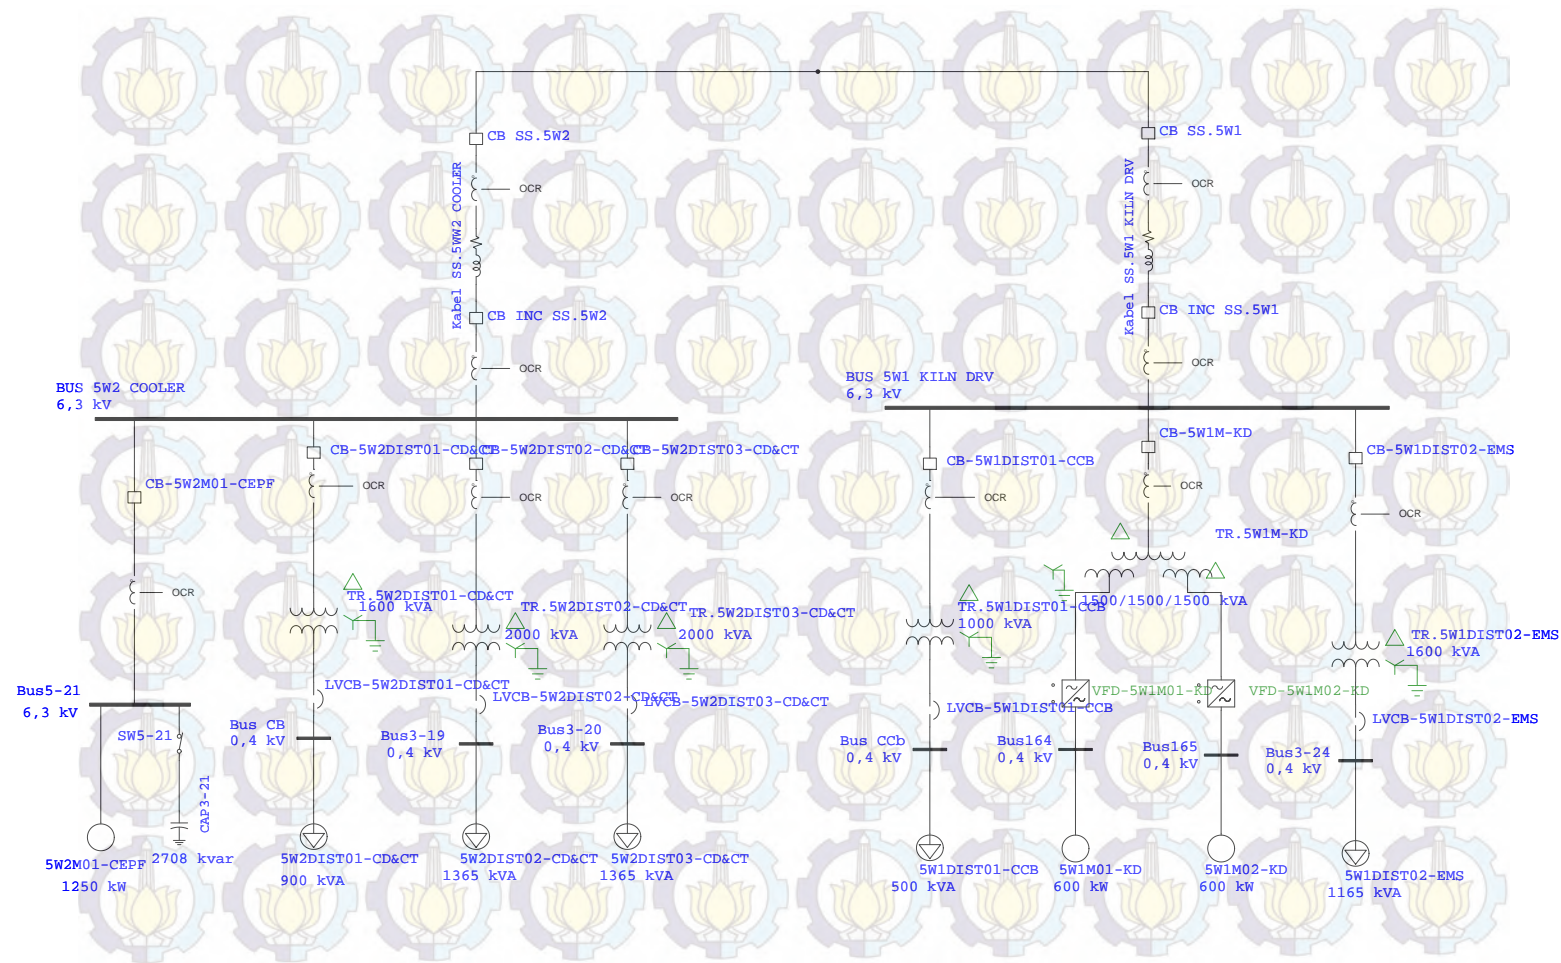 CB SS.5W2
CB SS.5W1
OCR
OCR
Kabel SS.5WW2 COOLER
Kabel SS.5W1 KILN DRV
CB INC SS.5W2
CB INC SS.5W1
OCR
OCR
BUS 5W2 COOLER
6,3 kV
BUS 5W1 KILN DRV
6,3 kV
CB-5W2M01-CEPF
CB-5W2DIST01-CD&CT
CB-5W2DIST02-CD&CT
CB-5W2DIST03-CD&CT
CB-5W1DIST01-CCB
CB-5W1M-KD
CB-5W1DIST02-EMS
OCR
OCR
OCR
OCR
OCR
OCR
OCR
TR.5W2DIST01-CD&CT
1600 kVA
TR.5W2DIST02-CD&CT
2000 kVA
TR.5W2DIST03-CD&CT
2000 kVA
TR.5W1DIST01-CCB
1000 kVA
TR.5W1M-KD
1500/1500/1500 kVA
TR.5W1DIST02-EMS
1600 kVA
LVCB-5W2DIST01-CD&CT
LVCB-5W2DIST02-CD&CT
LVCB-5W2DIST03-CD&CT
LVCB-5W1DIST01-CCB
VFD-5W1M01-KD
VFD-5W1M02-KD
LVCB-5W1DIST02-EMS
Bus5-21
6,3 kV
SW5-21
CAP3-21
Bus CB
0,4 kV
Bus3-19
0,4 kV
Bus3-20
0,4 kV
Bus CCb
0,4 kV
Bus164
0,4 kV
Bus165
0,4 kV
Bus3-24
0,4 kV
5W2M01-CEPF
1250 kW
2708 kvar
5W2DIST01-CD&CT
900 kVA
5W2DIST02-CD&CT
1365 kVA
5W2DIST03-CD&CT
1365 kVA
5W1DIST01-CCB
500 kVA
5W1M01-KD
600 kW
5W1M02-KD
600 kW
5W1DIST02-EMS
1165 kVA